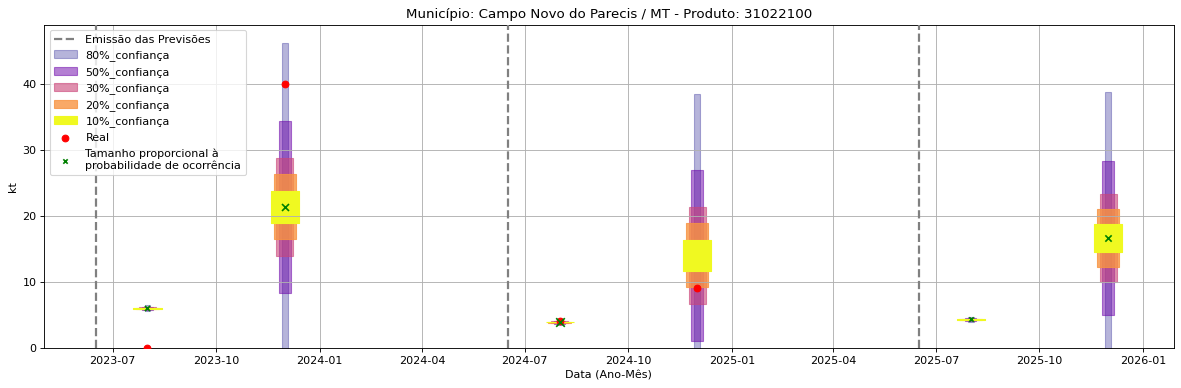 Município: Campo Novo do Parecis / MT - Produto: 31022100
Emissão das Previsões
80%_confiança
50%_confiança
30%_confiança
20%_confiança
10%_confiança
Real
Tamanho proporcional à
probabilidade de ocorrência
kt
40
30
20
10
0
2023-07
2023-10
2024-01
2024-04
2024-07
2024-10
2025-01
2025-04
2025-07
2025-10
2026-01
Data (Ano-Mês)